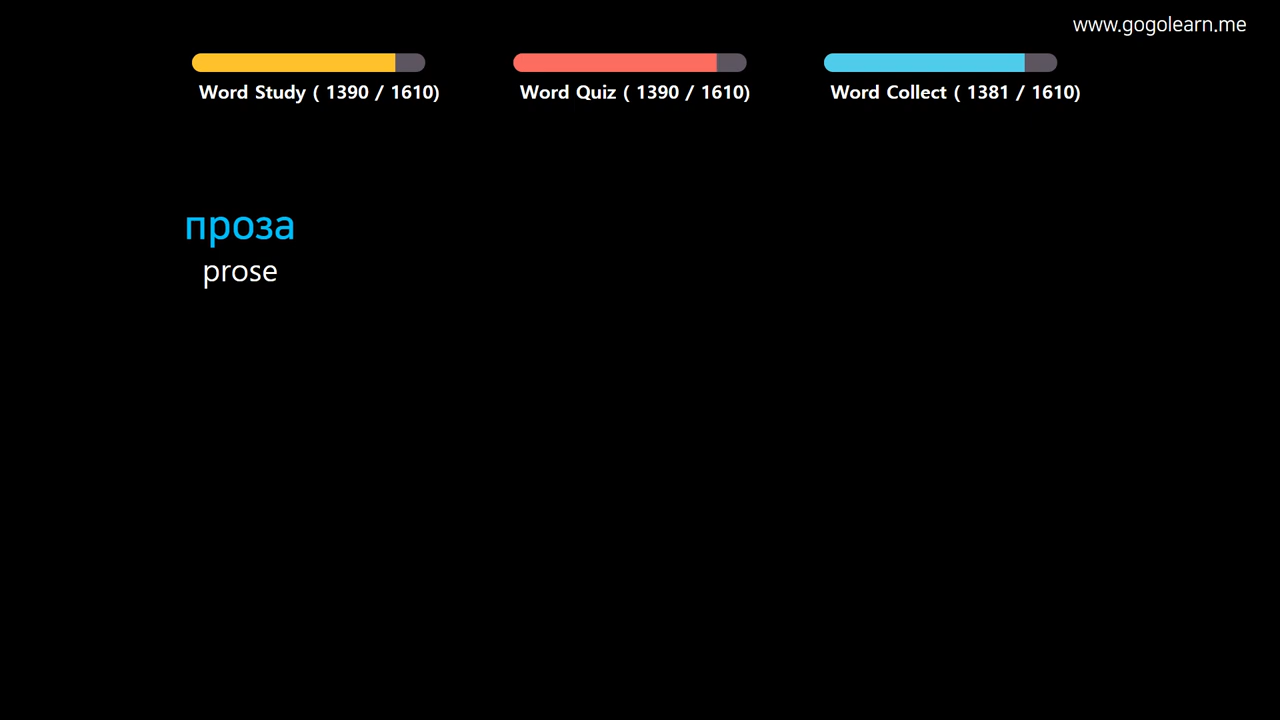 www.gogolearn.me
Word Study ( 1390 / 1610)
Word Quiz ( 1390 / 1610)
Word Collect ( 1381 / 1610)
проза
prose